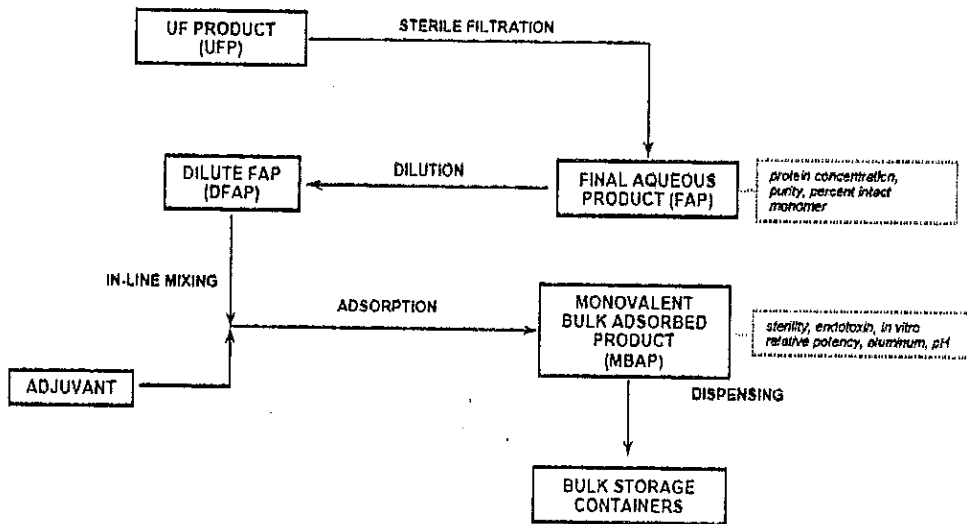 UF PRODUCT
(UFP)
STERILE FILTRATION
DILUTE FAP
(DFAP)
DILUTION
FINAL AQUEOUS
PRODUCT (FAP)
protein concentration,
purity, percent intact
monomer
IN-LINE MIXING
ADSORPTION
MONOVALENT
BULK ADSORBED
PRODUCT
(MBAP)
sterility, endotoxin, in vitro
relative potency, aluminum, pH
ADJUVANT
DISPENSING
BULK STORAGE
CONTAINERS